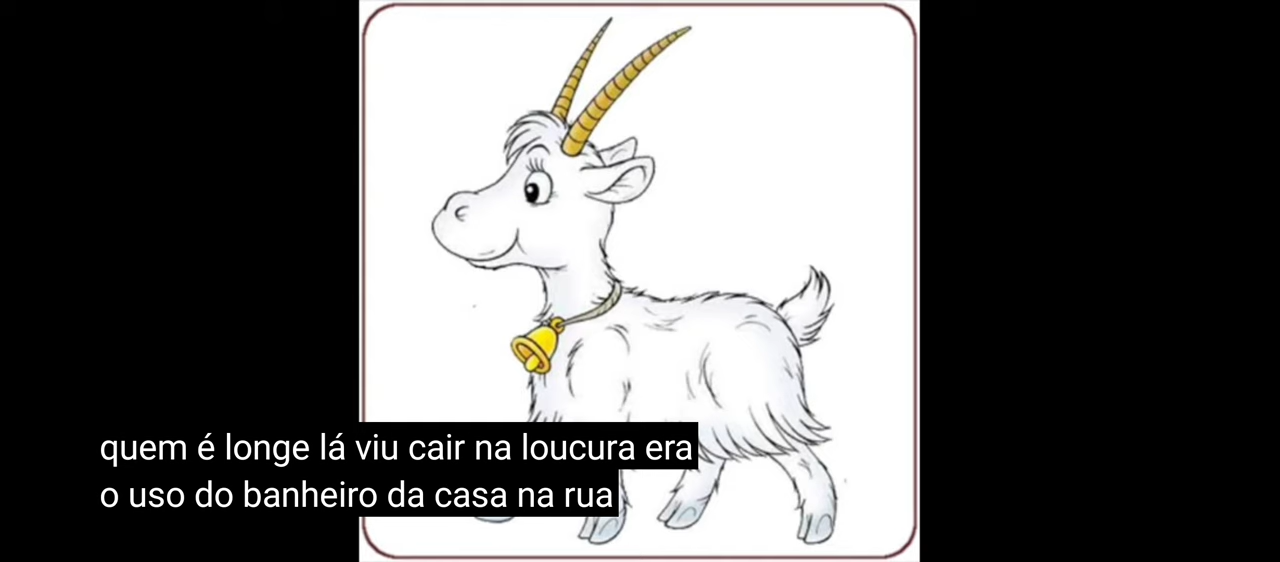 quem é longe lá viu cair na loucura era
o uso do banheiro da casa na rua